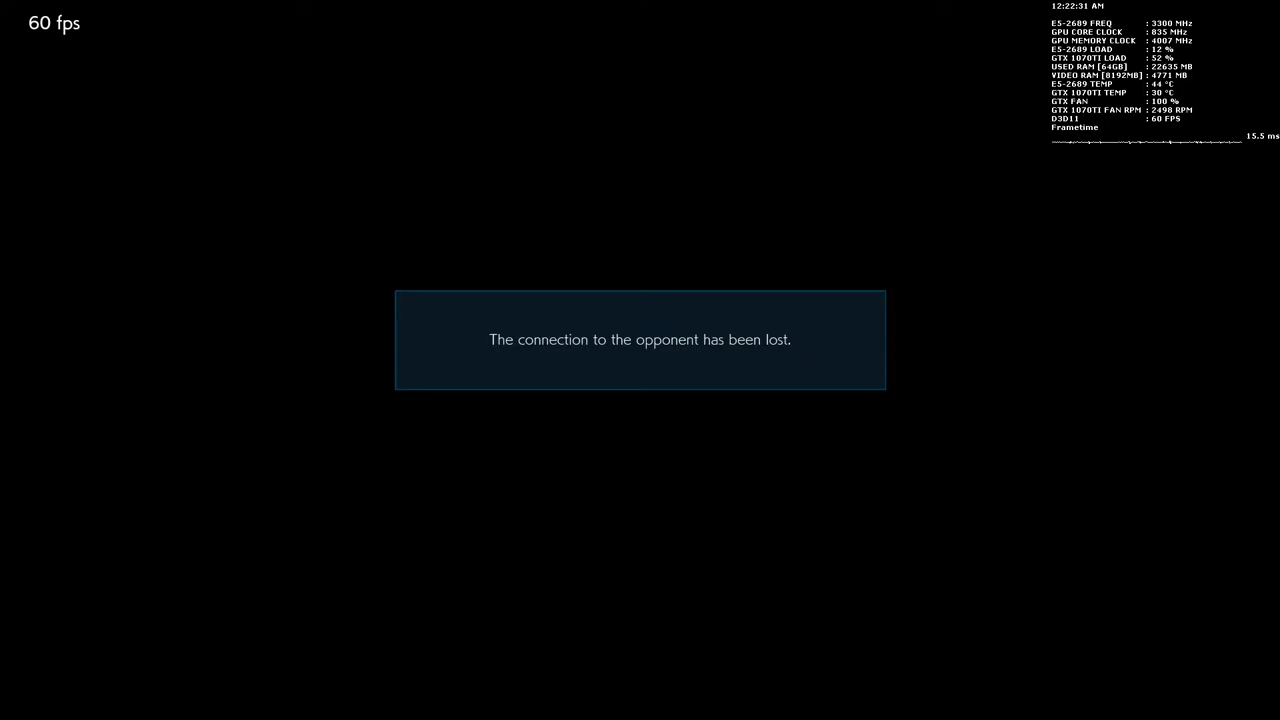 60 fps
12:22:31 AM
E5-2689 FREQ : 3300 MHz
GPU CORE CLOCK : 835 MHz
GPU MEMORY CLOCK : 4007 MHz
E5-2689 LOAD : 12 %
GTX 1070TI LOAD : 52 %
USED RAM [64GB] : 22635 MB
VIDEO RAM [8192MB] : 4771 MB
E5-2689 TEMP : 44 °C
GTX 1070TI TEMP : 30 °C
GTX FAN : 100 %
GTX 1070TI FAN RPM : 2498 RPM
D3D11 : 60 FPS
Frametime
15.5 ms
The connection to the opponent has been lost.